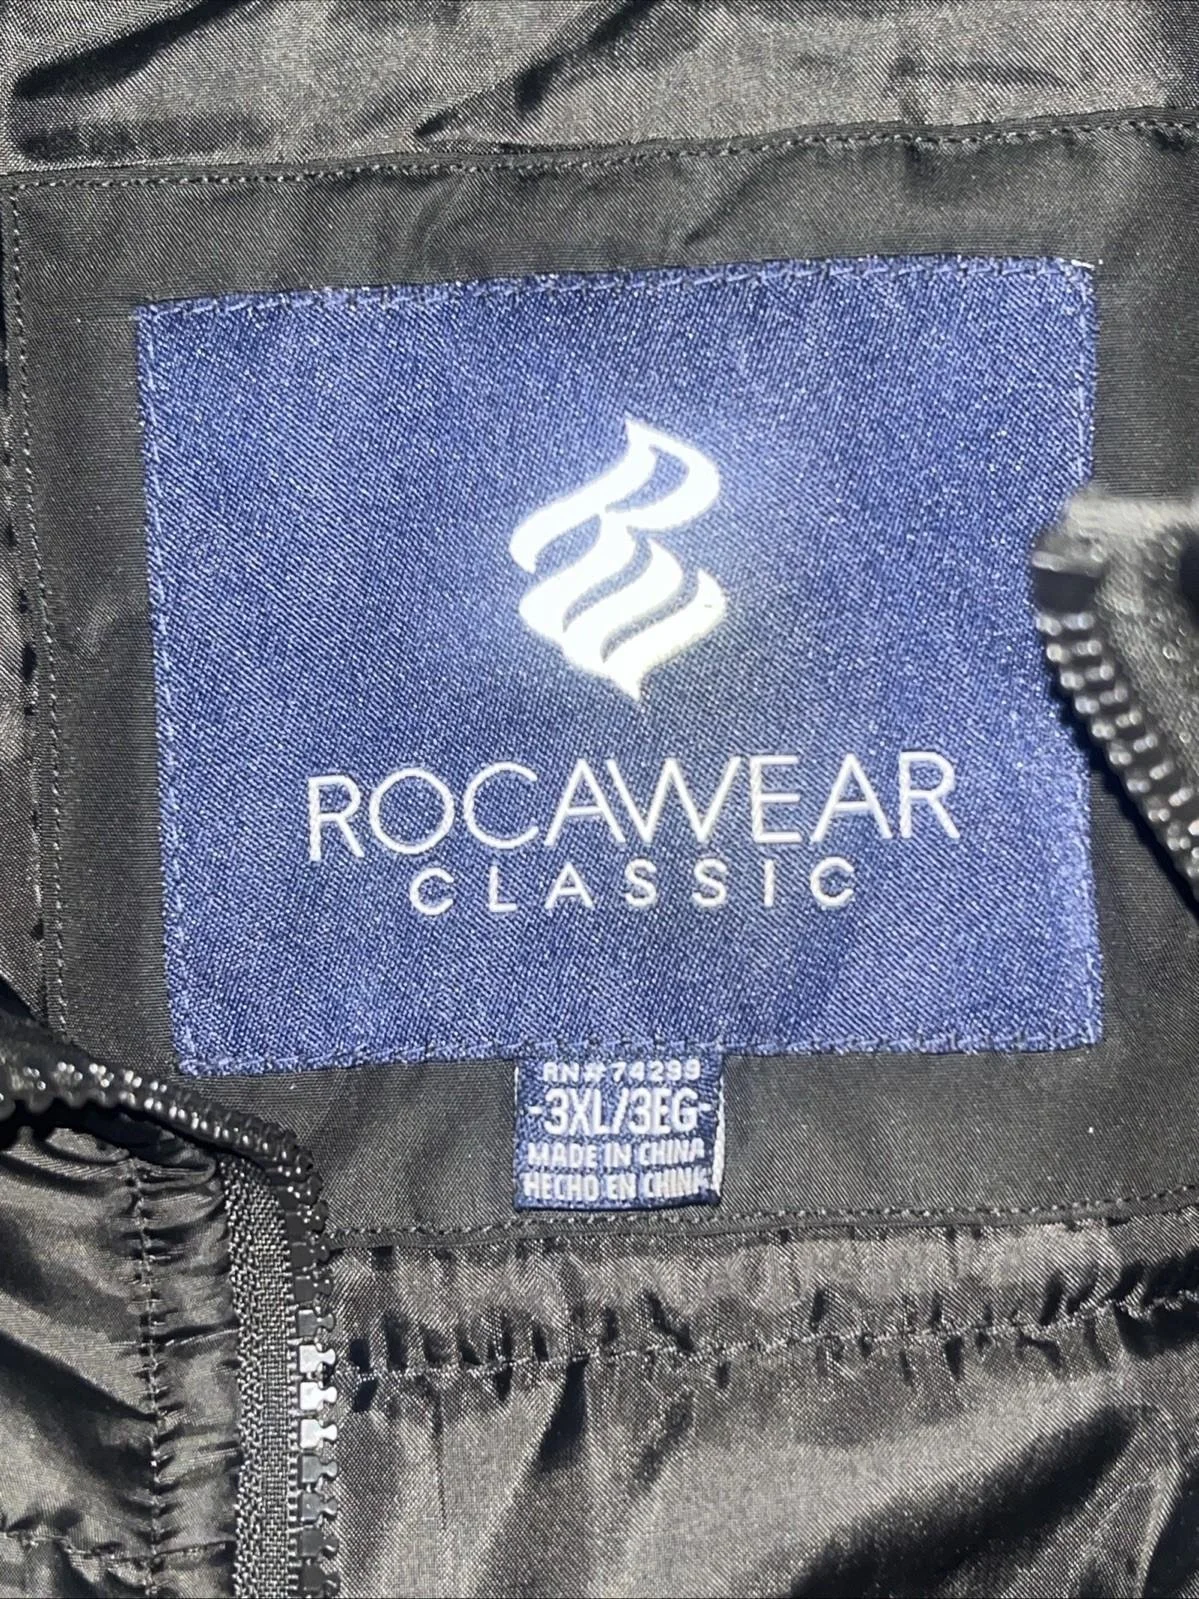 ROCAWEAR
CLASSIC
RN# 74299
-3XL/3EG-
MADE IN CHINA
HECHO EN CHINA